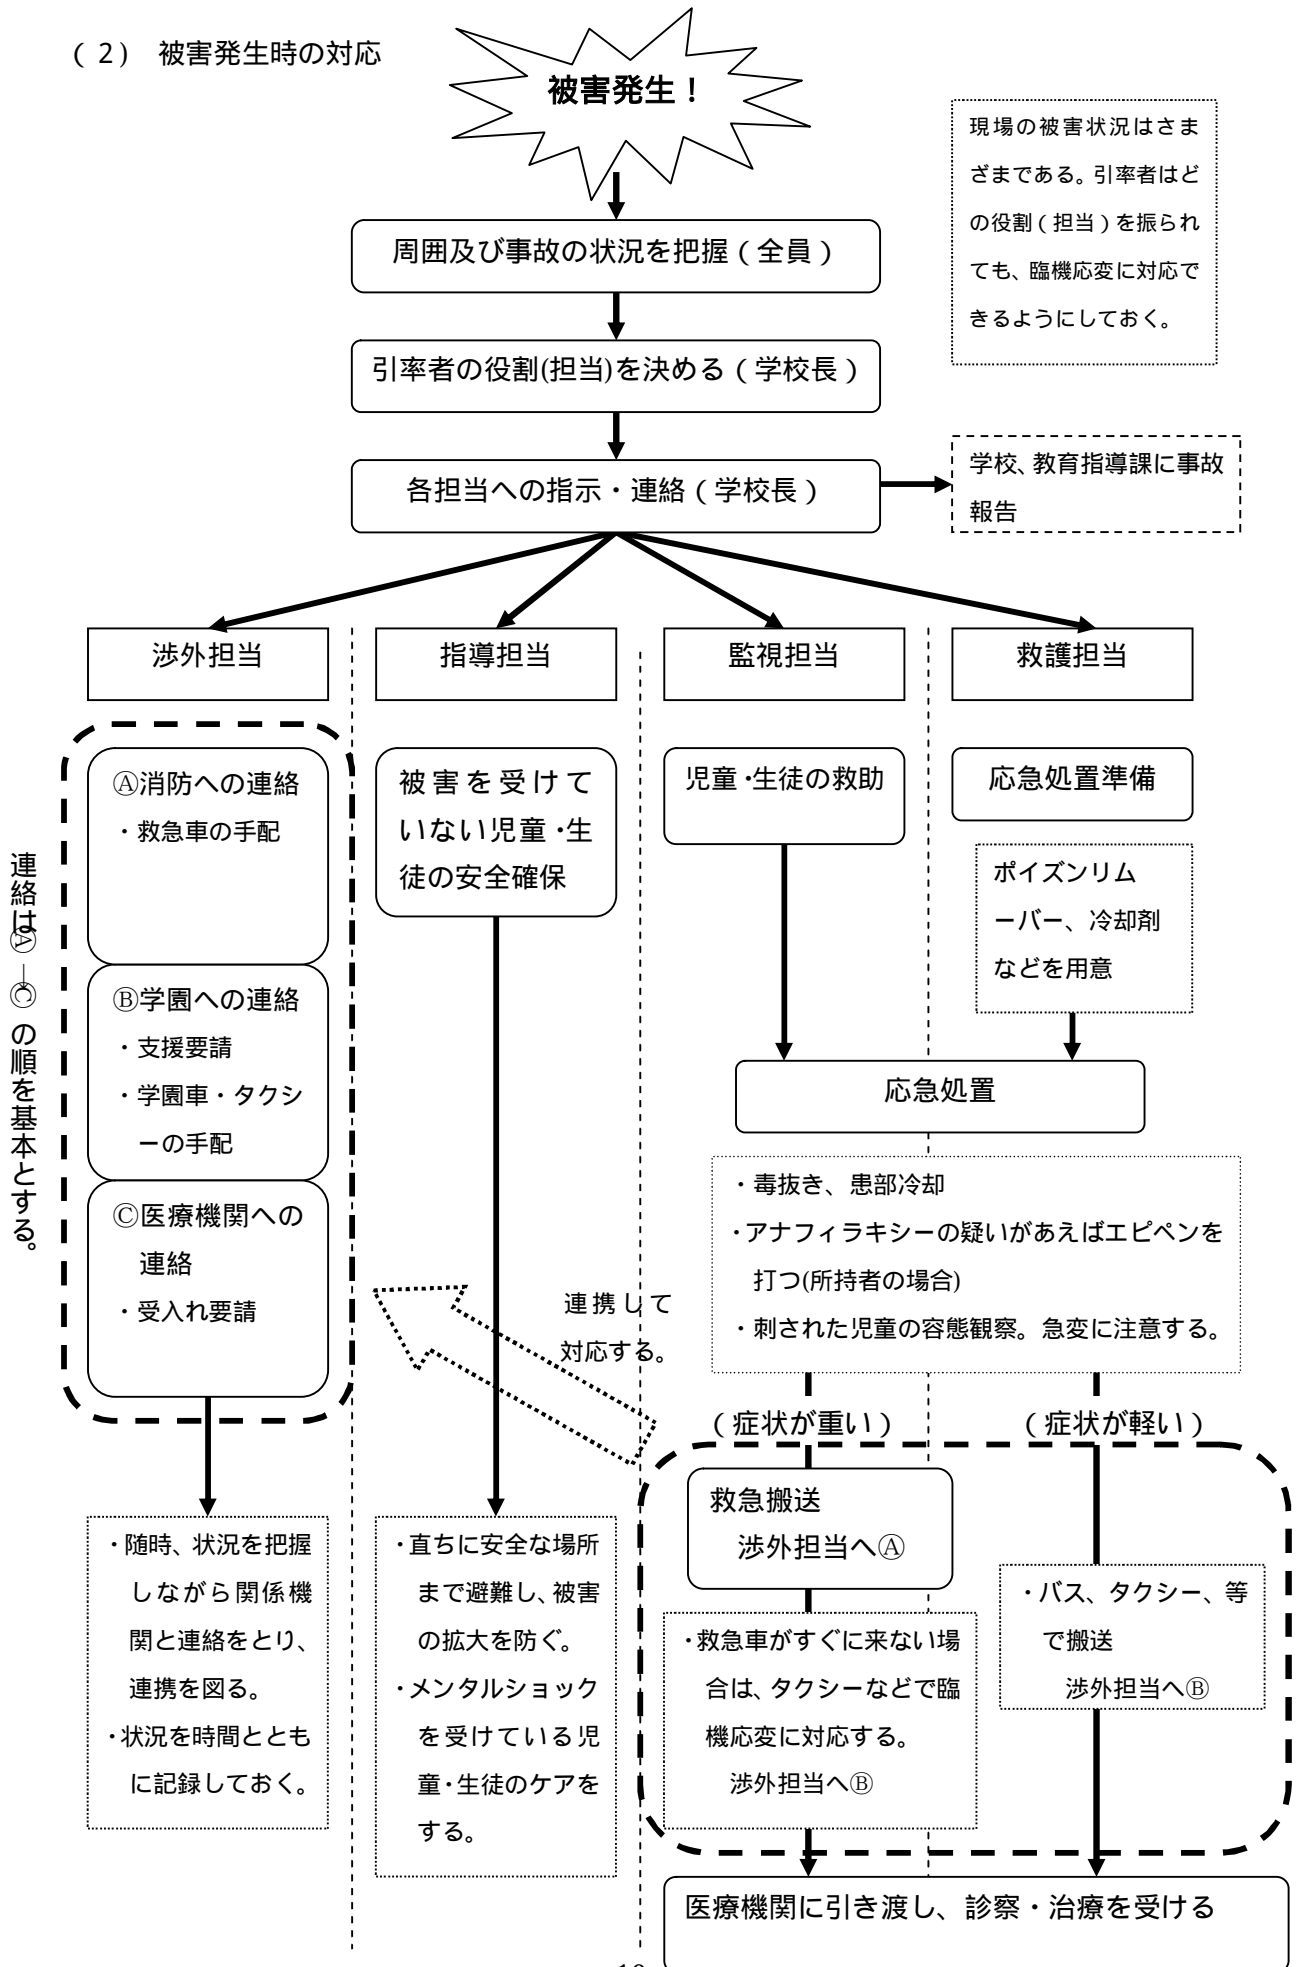 (2) 被害発生時の対応
被害発生！
現場の被害状況はさま
ざまである。引率者はど
の役割(担当)を振られ
ても、臨機応変に対応で
きるようにしておく。
周囲及び事故の状況を把握(全員)
引率者の役割(担当)を決める(学校長)
各担当への指示・連絡(学校長)
学校、教育指導課に事故
報告
渉外担当
指導担当
監視担当
救護担当
連絡はⒶ→Ⓒの順を基本とする。
Ⓐ消防への連絡
・救急車の手配
Ⓑ学園への連絡
・支援要請
・学園車・タクシ
ーの手配
Ⓒ医療機関への
連絡
・受入れ要請
・随時、状況を把握
しながら関係機
関と連絡をとり、
連携を図る。
・状況を時間ととも
に記録しておく。
被害を受けて
いない児童・生
徒の安全確保
・直ちに安全な場所
まで避難し、被害
の拡大を防ぐ。
・メンタルショック
を受けている児
童・生徒のケアを
する。
児童・生徒の救助
応急処置準備
ポイズンリム
ーバー、冷却剤
などを用意
応急処置
・毒抜き、患部冷却
・アナフィラキシーの疑いがあえばエピペンを
打つ(所持者の場合)
・刺された児童の容態観察。急変に注意する。
連携して
対応する。
(症状が重い)
(症状が軽い)
救急搬送
渉外担当へⒶ
・救急車がすぐに来ない場
合は、タクシーなどで臨
機応変に対応する。
渉外担当へⒷ
・バス、タクシー、等
で搬送
渉外担当へⒷ
医療機関に引き渡し、診察・治療を受ける